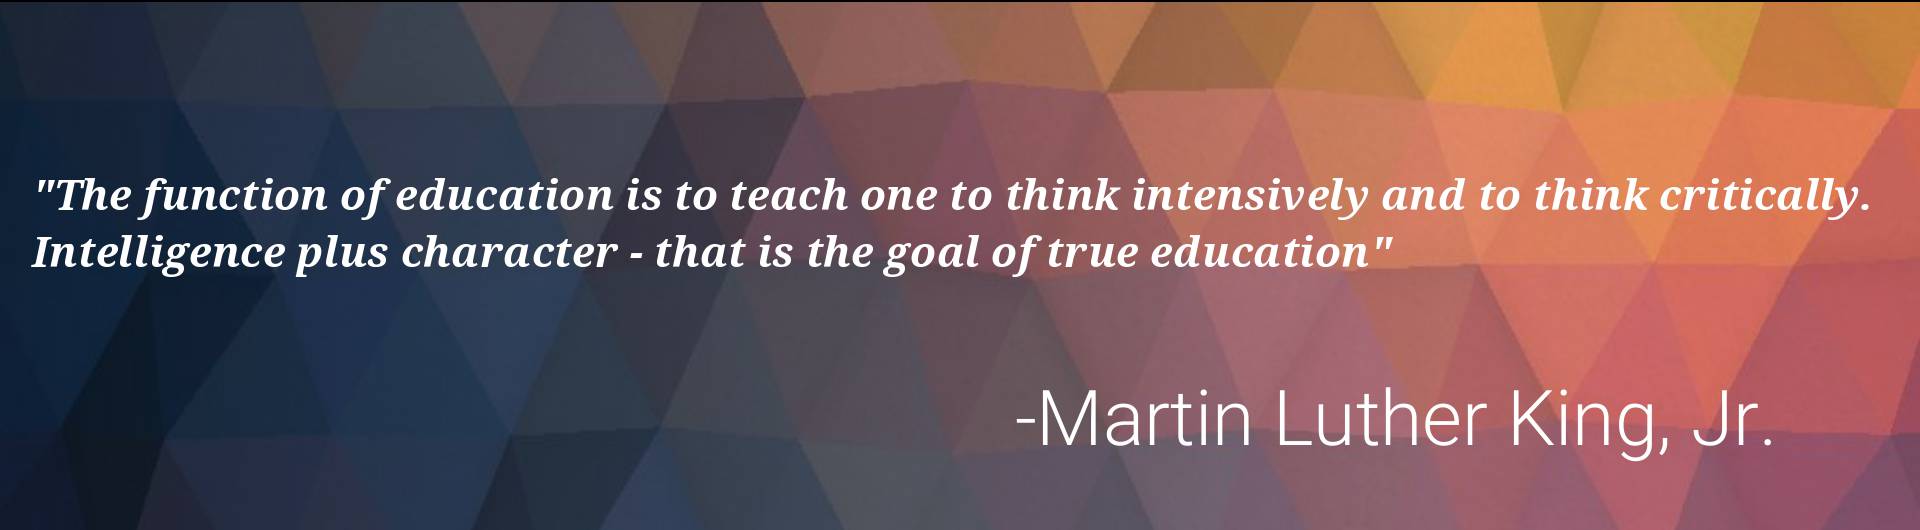 "The function of education is to teach one to think intensively and to think critically.
Intelligence plus character - that is the goal of true education"
-Martin Luther King, Jr.